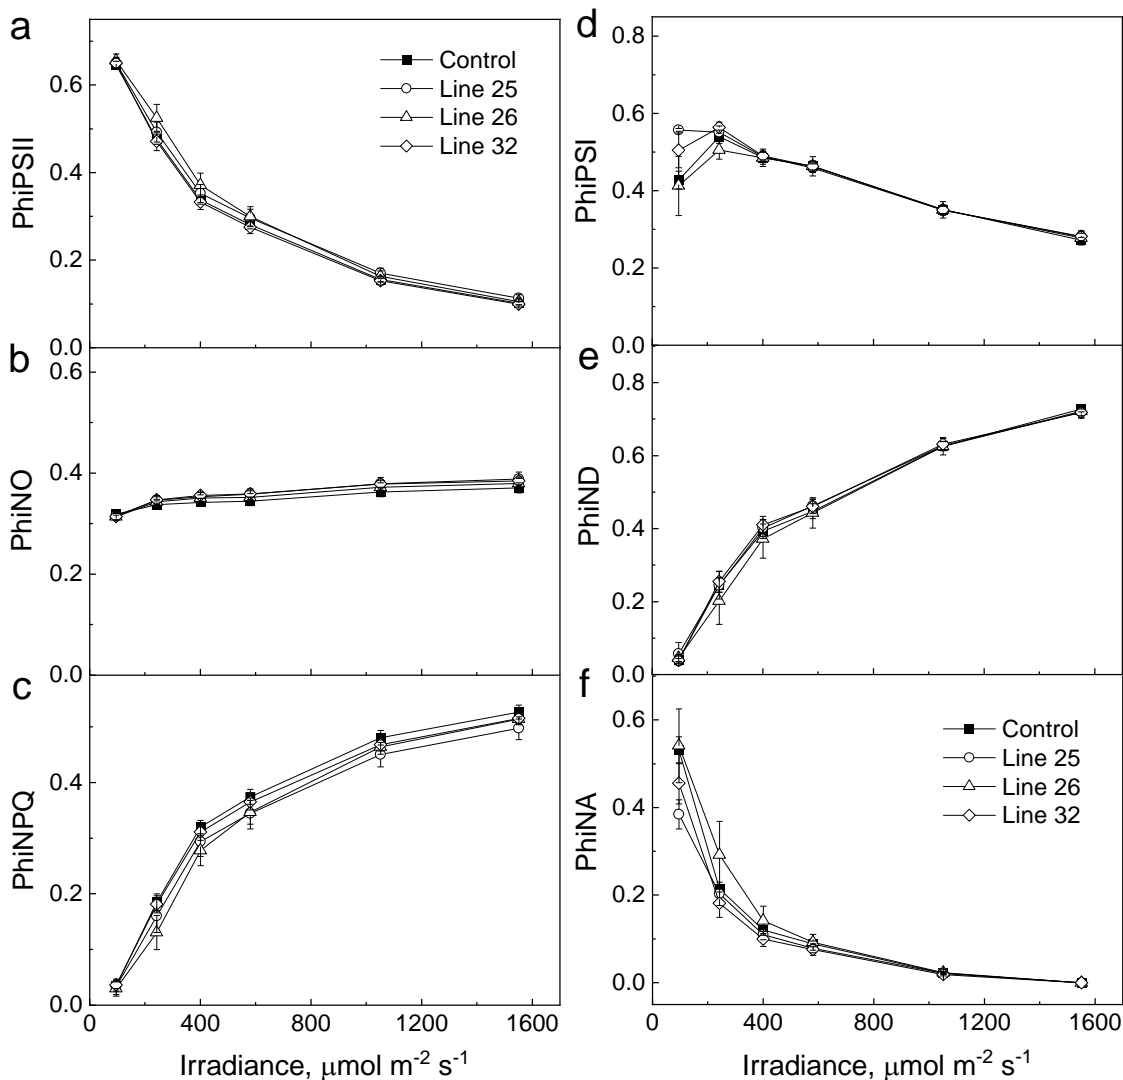 a
0.6
0.4
0.2
0.0
PhiPSII
Control
Line 25
Line 26
Line 32
b
0.6
0.4
0.2
0.0
PhiNO
c
0.4
0.2
0.0
PhiNPQ
0 400 800 1200 1600
Irradiance, μmol m⁻² s⁻¹
d
0.8
0.6
0.4
0.2
0.0
PhiPSI
e
0.8
0.6
0.4
0.2
0.0
PhiND
f
0.6
0.4
0.2
0.0
PhiNA
Control
Line 25
Line 26
Line 32
0 400 800 1200 1600
Irradiance, μmol m⁻² s⁻¹